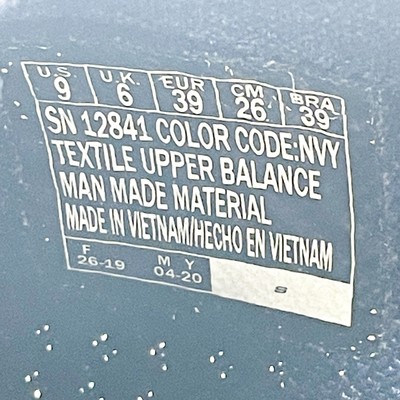 U.S. U.K. EUR CM BRA
9 6 39 26 39
SN 12841 COLOR CODE:NVY
TEXTILE UPPER BALANCE
MAN MADE MATERIAL
MADE IN VIETNAM/HECHO EN VIETNAM
F M Y
26-19 04-20 S